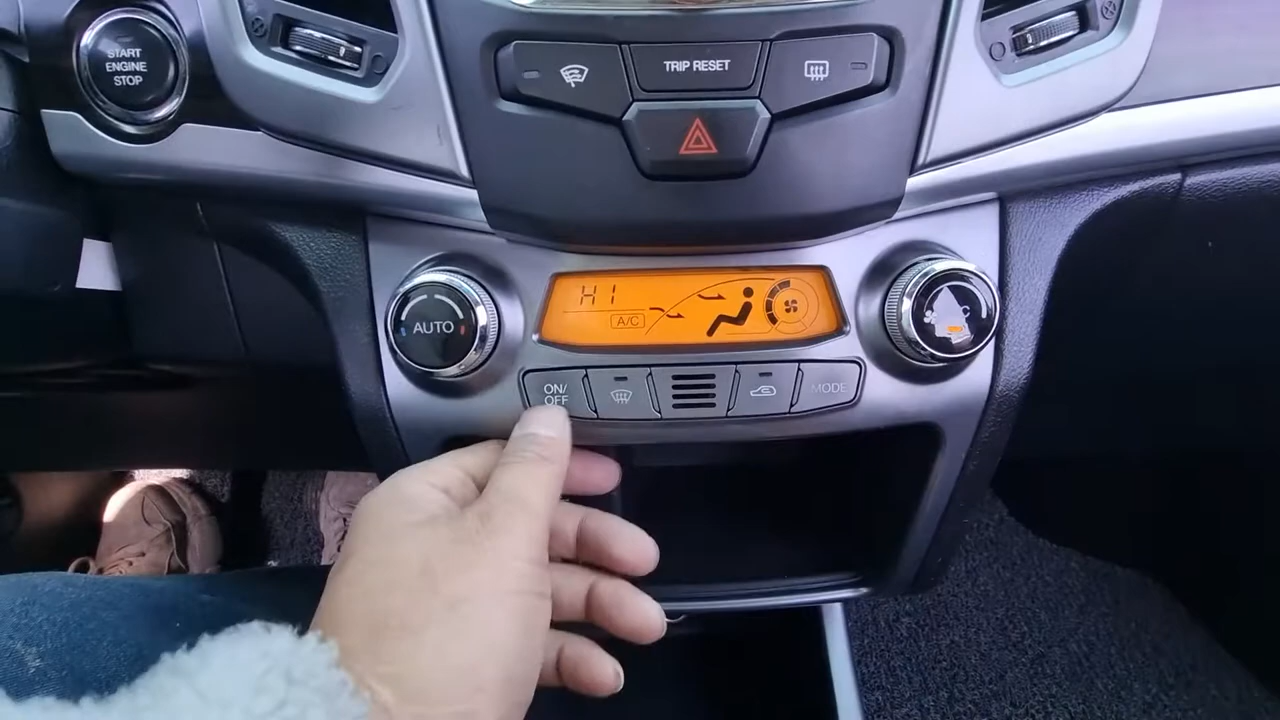 START
ENGINE
STOP
TRIP RESET
HI
A/C
AUTO
ON/
OFF
MODE